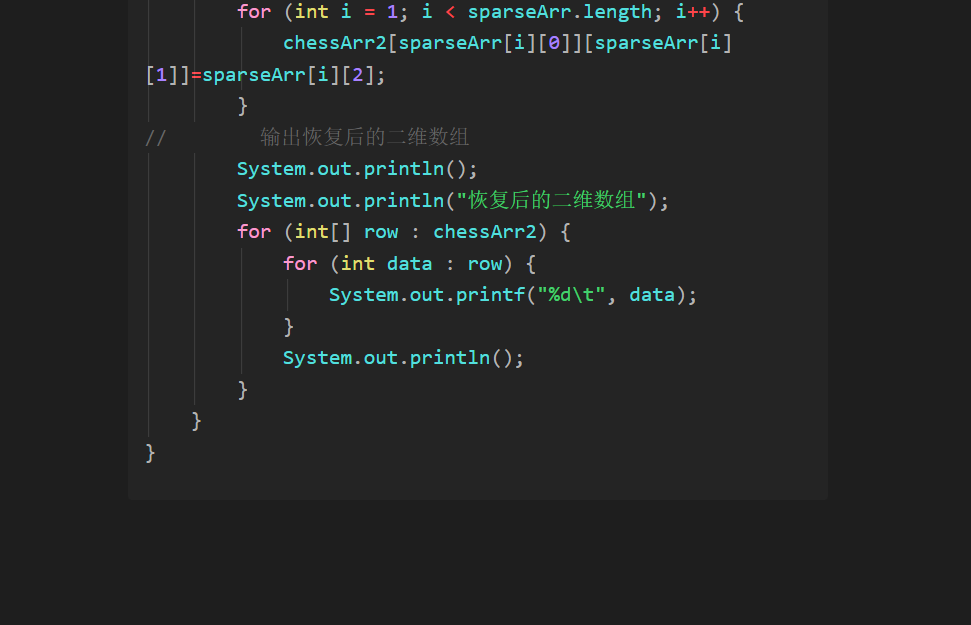 for (int i = 1; i < sparseArr.length; i++) {
chessArr2[sparseArr[i][0]][sparseArr[i]
[1]]=sparseArr[i][2];
}
//        输出恢复后的二维数组
System.out.println();
System.out.println("恢复后的二维数组");
for (int[] row : chessArr2) {
for (int data : row) {
System.out.printf("%d\t", data);
}
System.out.println();
}
}
}